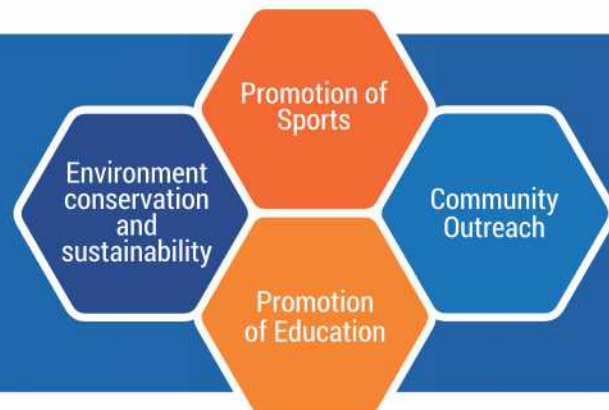 Promotion of
Sports
Environment
conservation
and
sustainability
Community
Outreach
Promotion
of Education